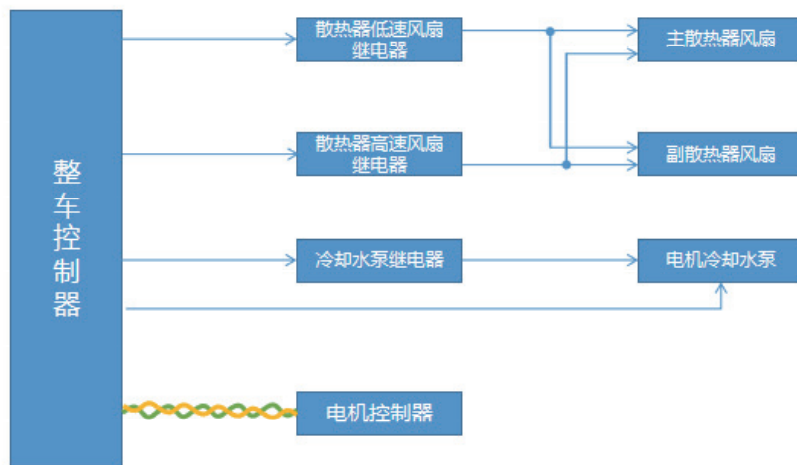 整车控制器
散热器低速风扇
继电器
主散热器风扇
散热器高速风扇
继电器
副散热器风扇
冷却水泵继电器
电机冷却水泵
电机控制器